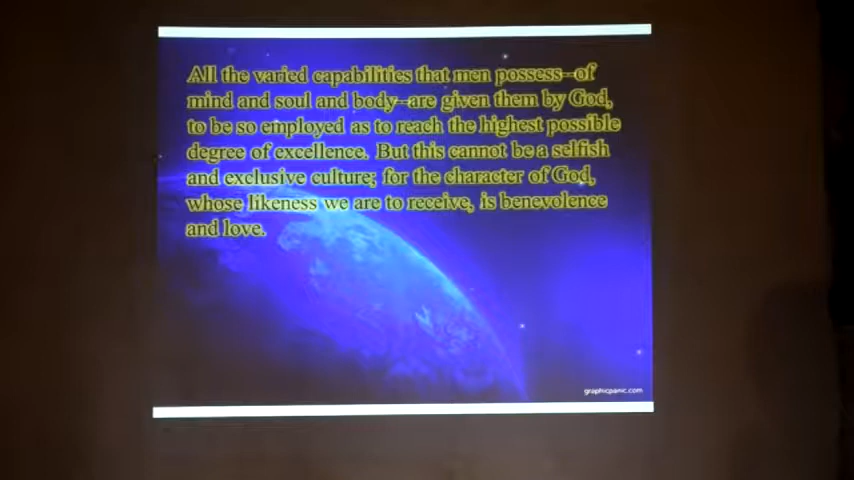 All the varied capabilities that men possess--of
mind and soul and body--are given them by God,
to be so employed as to reach the highest possible
degree of excellence. But this cannot be a selfish
and exclusive culture; for the character of God,
whose likeness we are to receive, is benevolence
and love.
graphicpanic.com